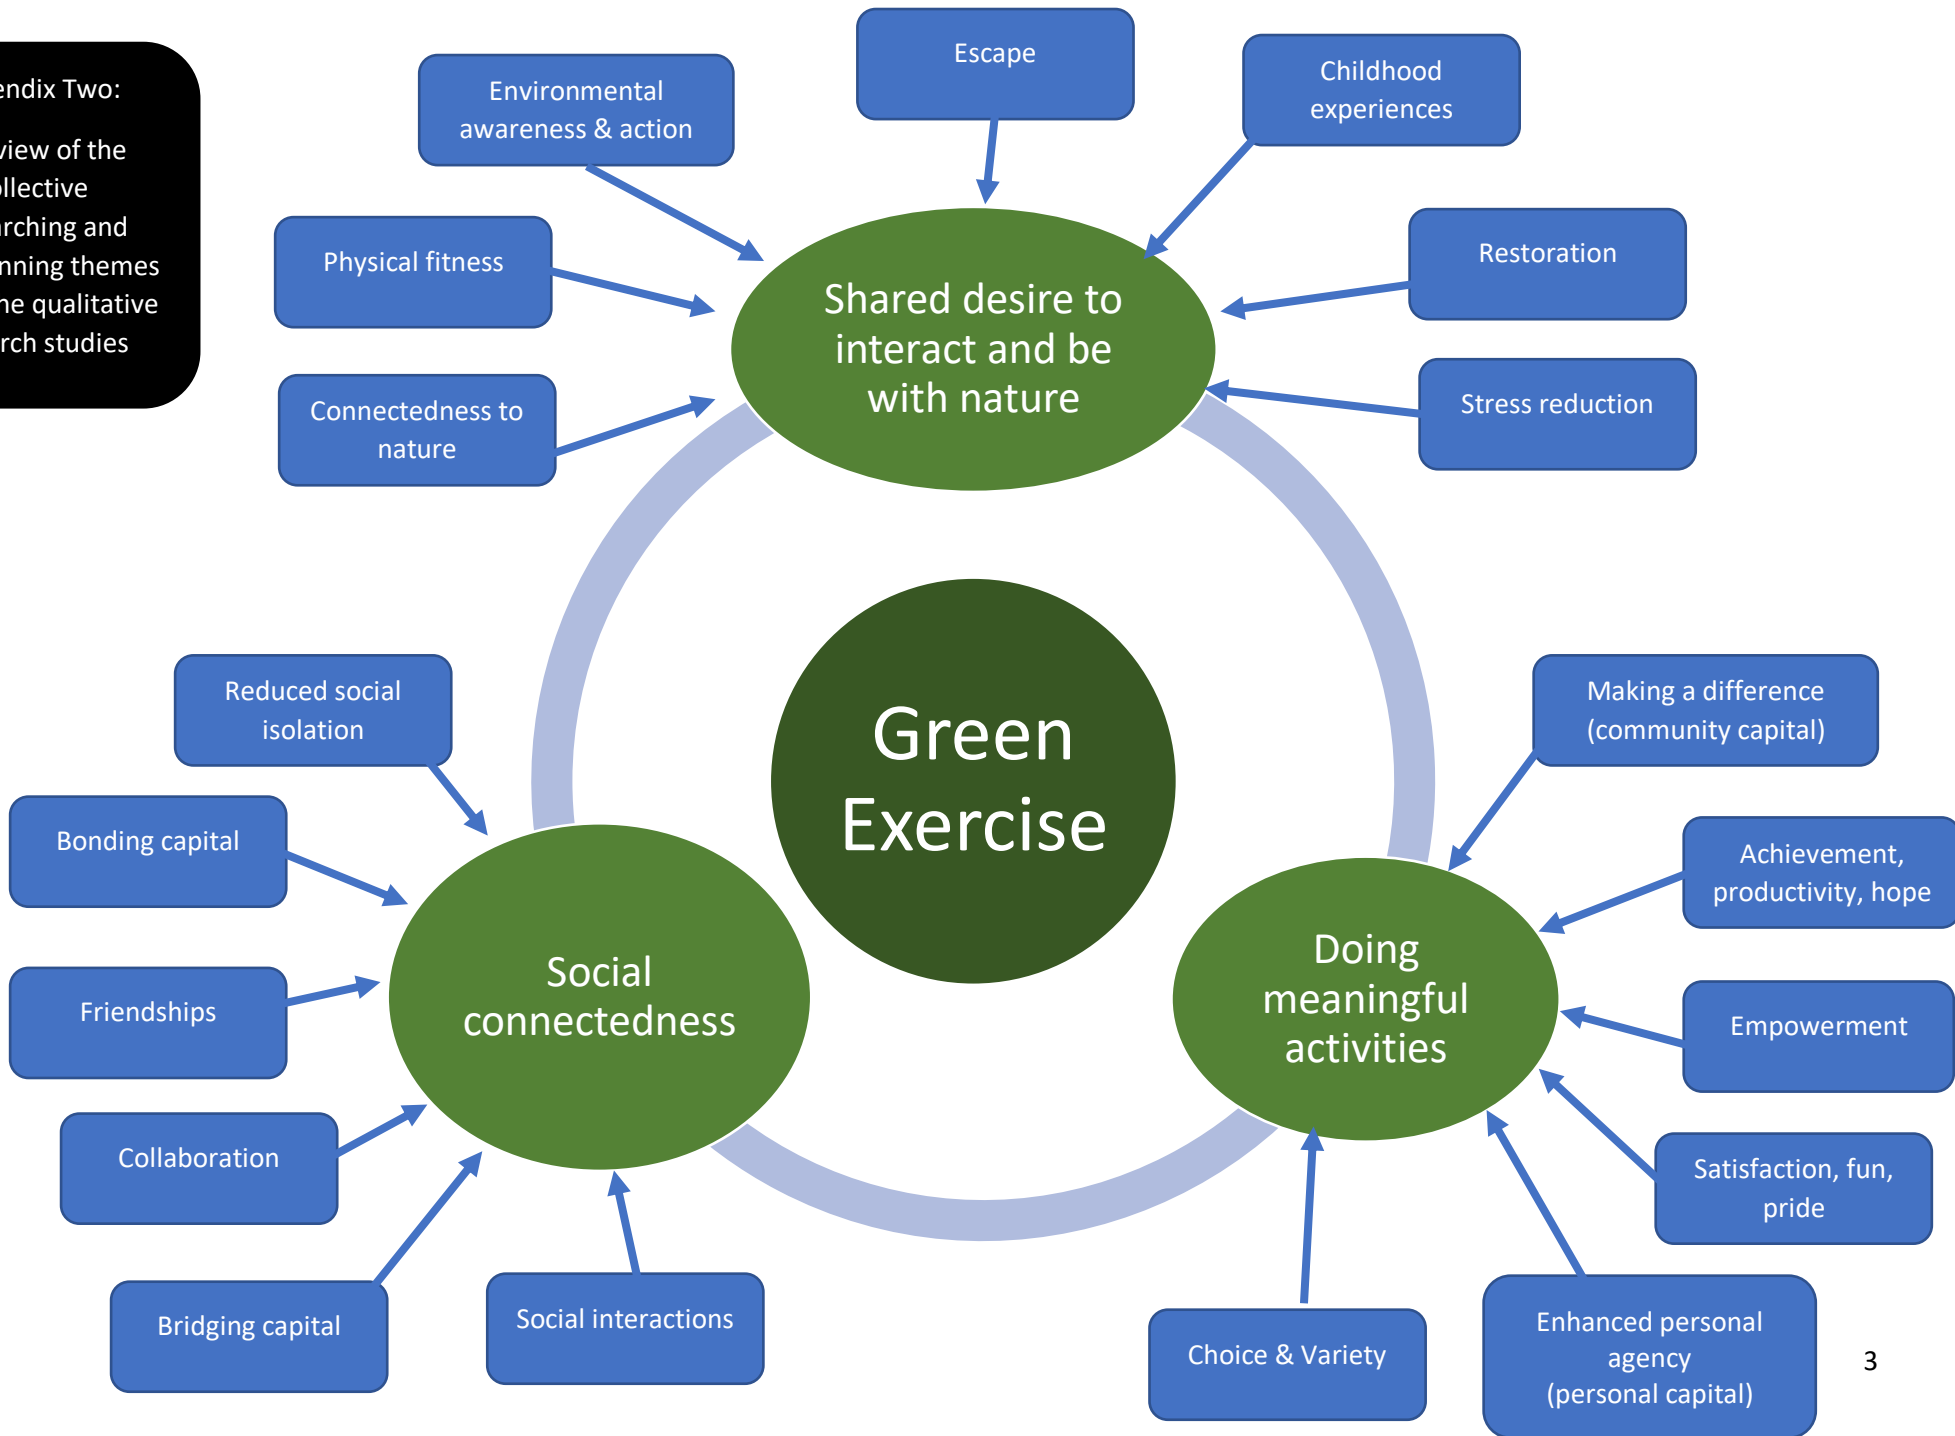 endix Two:
view of the
ollective
arching and
nning themes
he qualitative
arch studies
Environmental
awareness & action
Escape
Childhood
experiences
Physical fitness
Restoration
Connectedness to
nature
Stress reduction
Shared desire to
interact and be
with nature
Green
Exercise
Reduced social
isolation
Bonding capital
Friendships
Collaboration
Bridging capital
Social interactions
Social
connectedness
Making a difference
(community capital)
Achievement,
productivity, hope
Empowerment
Satisfaction, fun,
pride
Enhanced personal
agency
(personal capital)
Choice & Variety
Doing
meaningful
activities
3